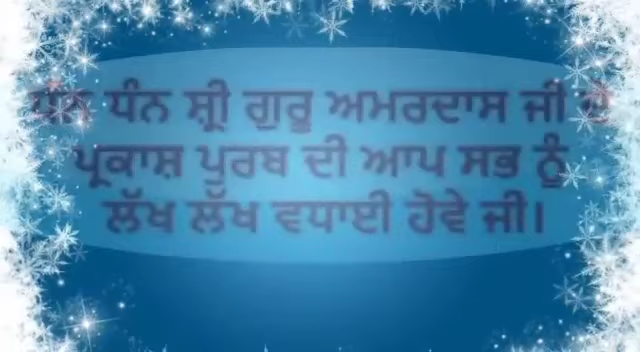 ਧੰਨ ਧੰਨ ਸ਼੍ਰੀ ਗੁਰੂ ਅਮਰਦਾਸ ਜੀ ਦੇ
ਪ੍ਰਕਾਸ਼ ਪੁਰਬ ਦੀ ਆਪ ਸਭ ਨੂੰ
ਲੱਖ ਲੱਖ ਵਧਾਈ ਹੋਵੇ ਜੀ।